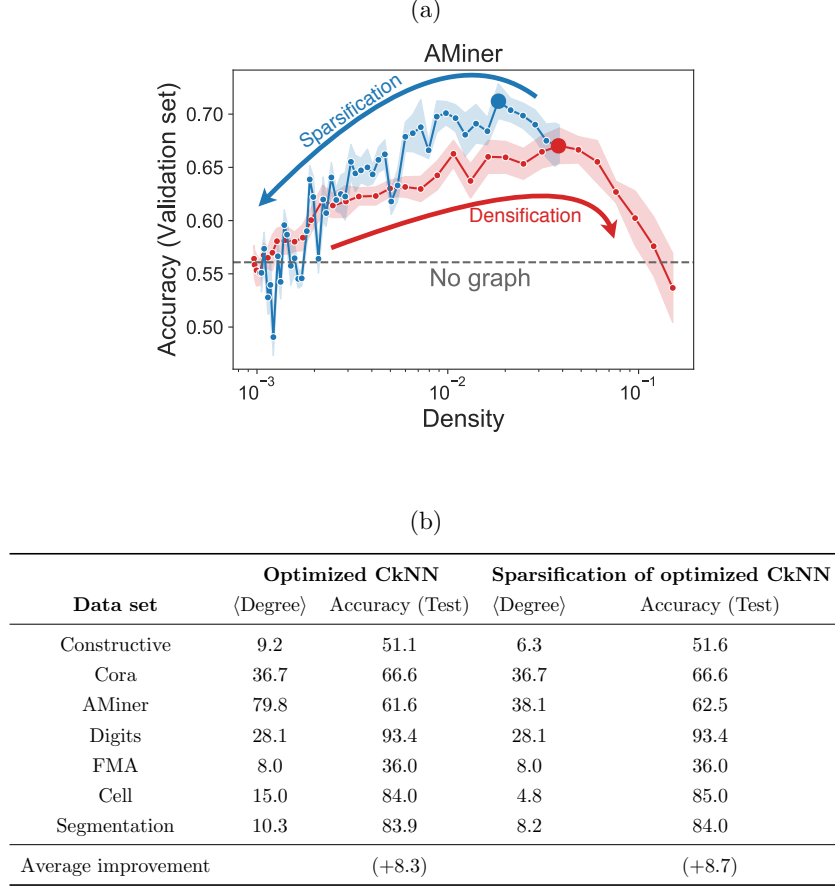 (a)
AMiner
Accuracy (Validation set)
0.70
0.65
0.60
0.55
0.50
Sparsification
Densification
No graph
10⁻³ 10⁻² 10⁻¹
Density
(b)
Optimized CkNN Sparsification of optimized CkNN
Data set ⟨Degree⟩ Accuracy (Test) ⟨Degree⟩ Accuracy (Test)
Constructive 9.2 51.1 6.3 51.6
Cora 36.7 66.6 36.7 66.6
AMiner 79.8 61.6 38.1 62.5
Digits 28.1 93.4 28.1 93.4
FMA 8.0 36.0 8.0 36.0
Cell 15.0 84.0 4.8 85.0
Segmentation 10.3 83.9 8.2 84.0
Average improvement (+8.3) (+8.7)